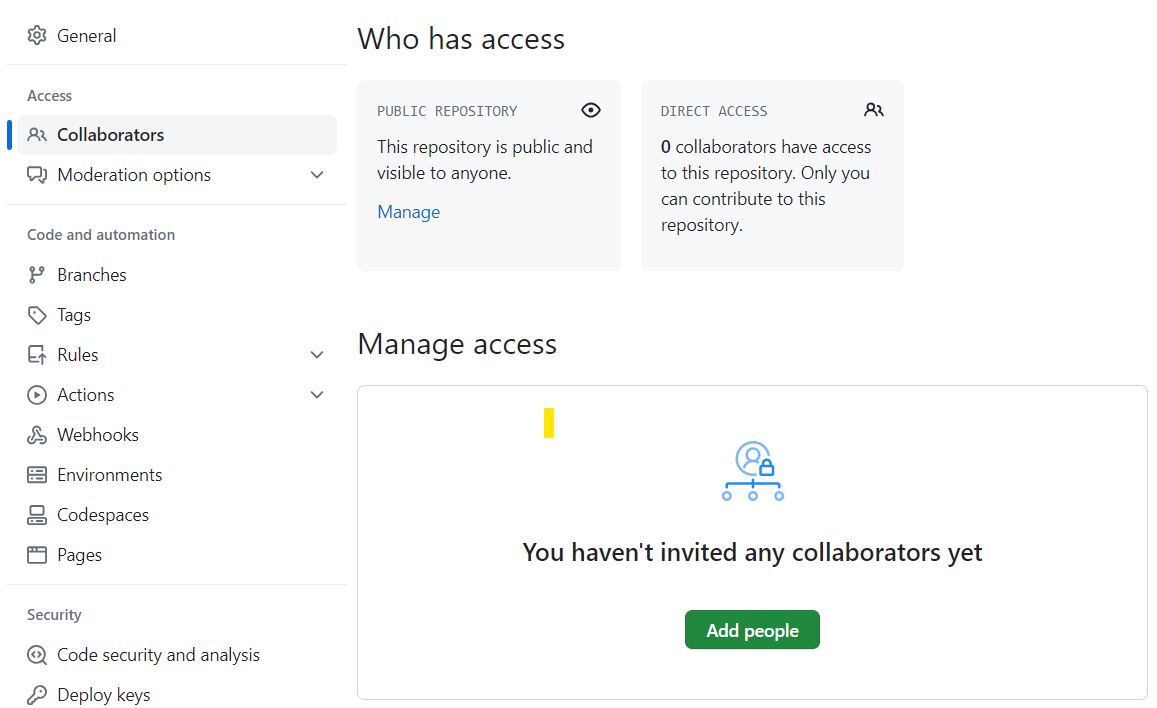 General
Access
Collaborators
Moderation options
Code and automation
Branches
Tags
Rules
Actions
Webhooks
Environments
Codespaces
Pages
Security
Code security and analysis
Deploy keys
Who has access
PUBLIC REPOSITORY
This repository is public and
visible to anyone.
Manage
DIRECT ACCESS
0 collaborators have access
to this repository. Only you
can contribute to this
repository.
Manage access
You haven't invited any collaborators yet
Add people